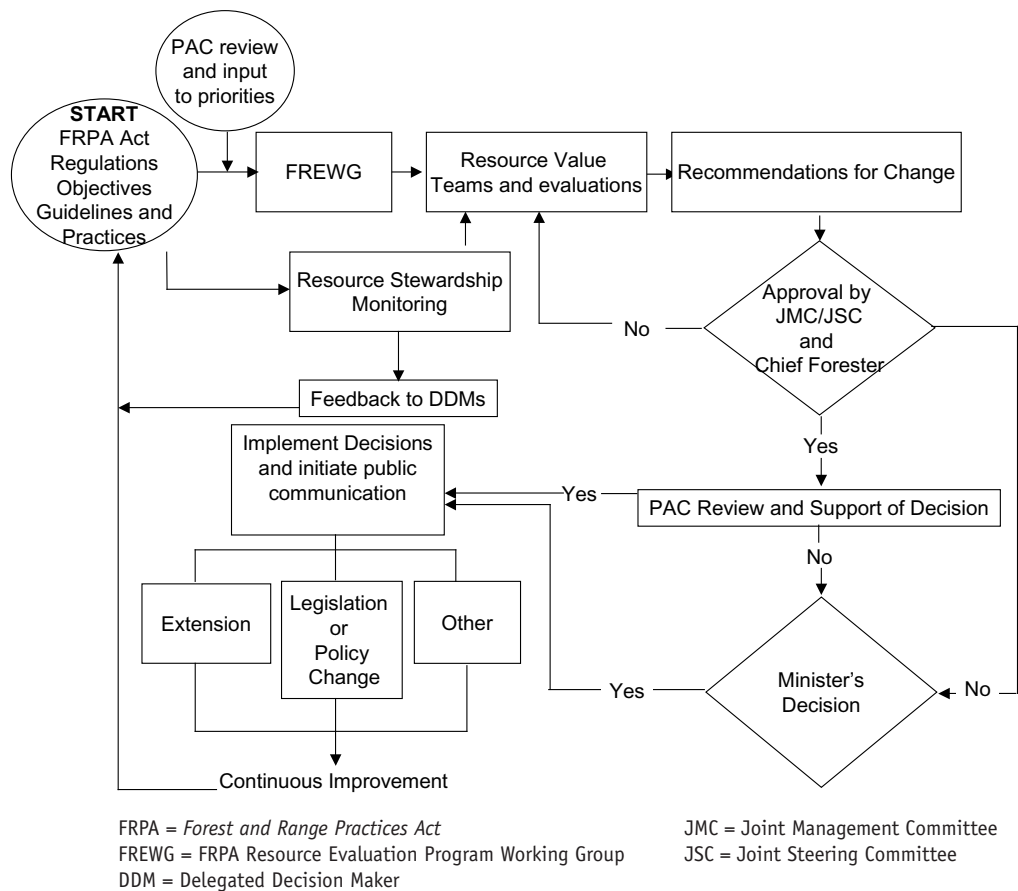 PAC review
and input
to priorities
START
FRPA Act
Regulations
Objectives
Guidelines and
Practices
FREWG
Resource Value
Teams and evaluations
Recommendations for Change
Resource Stewardship
Monitoring
Approval by
JMC/JSC
and
Chief Forester
No
Feedback to DDMs
Yes
Implement Decisions
and initiate public
communication
Yes
PAC Review and Support of Decision
No
Extension
Legislation
or
Policy
Change
Other
Minister's
Decision
Yes
No
Continuous Improvement
FRPA = Forest and Range Practices Act
FREWG = FRPA Resource Evaluation Program Working Group
DDM = Delegated Decision Maker
JMC = Joint Management Committee
JSC = Joint Steering Committee